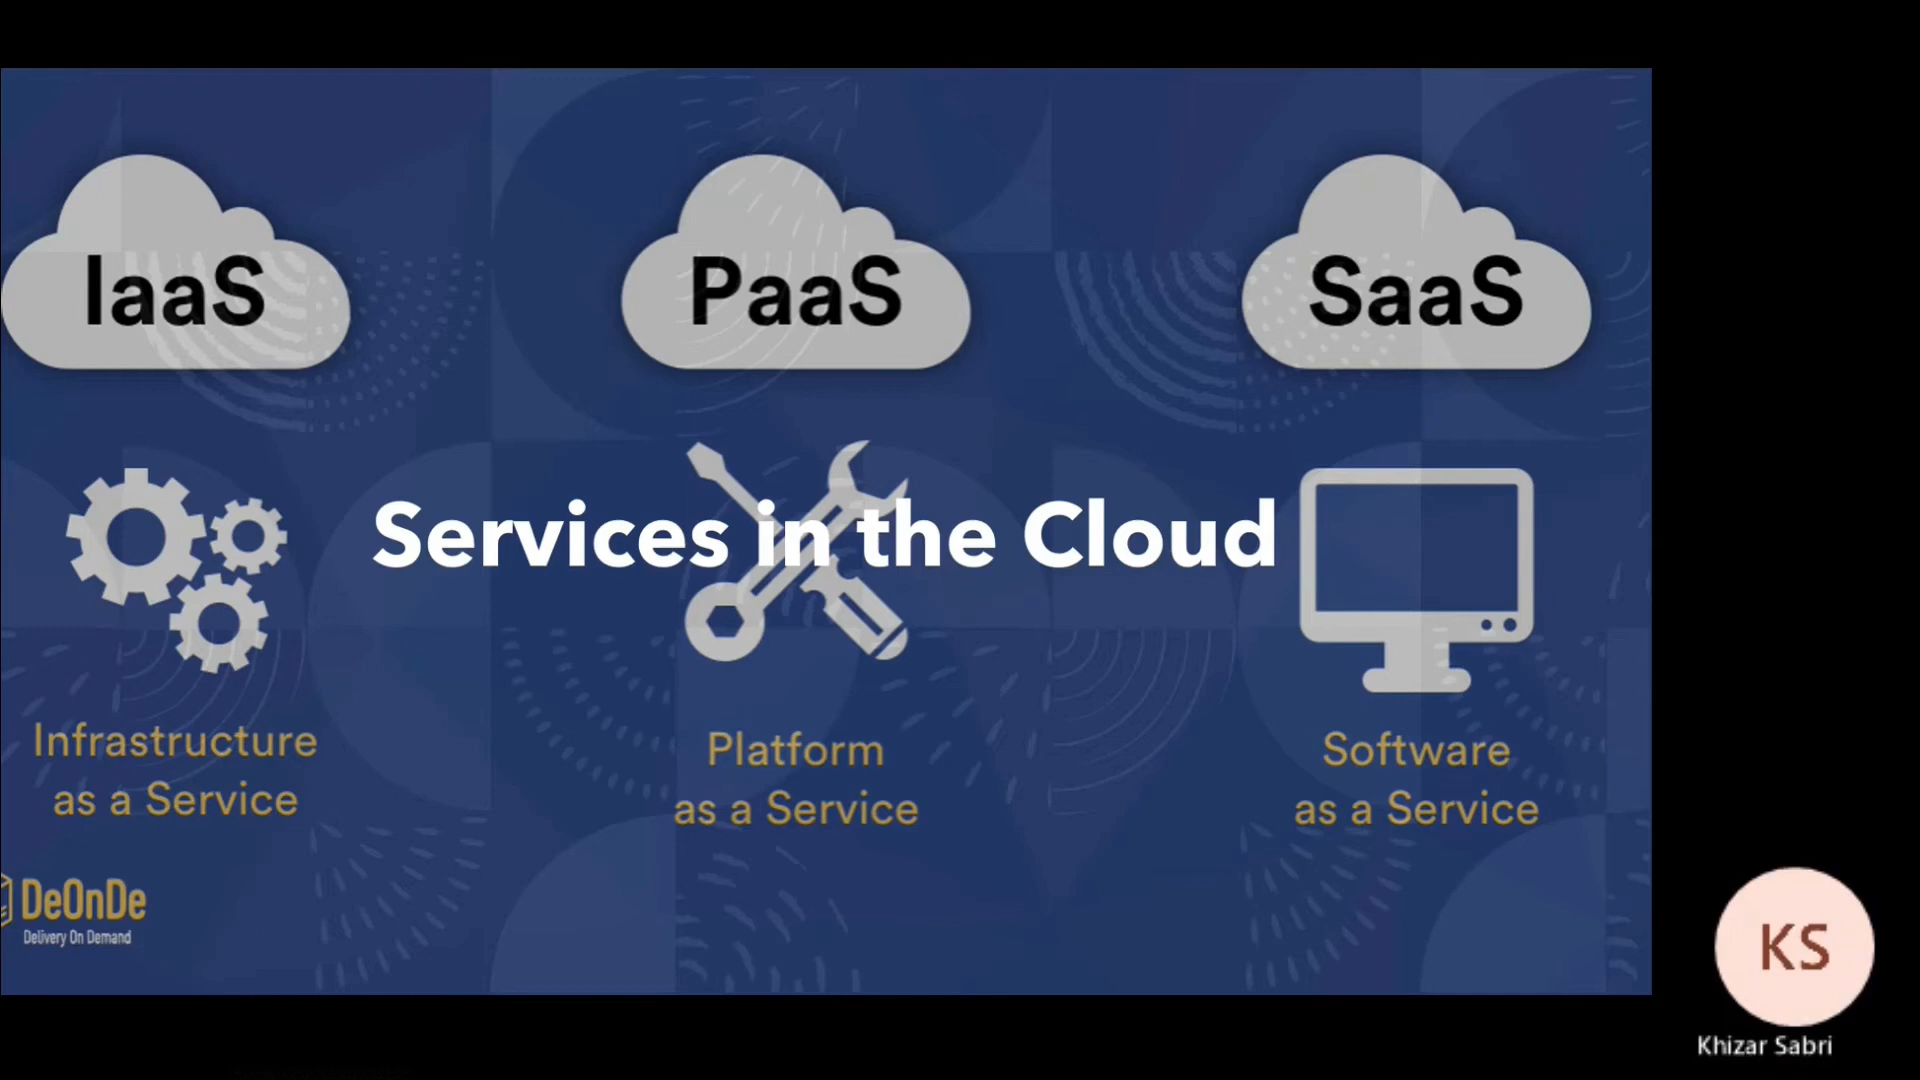 IaaS
PaaS
SaaS
Services in the Cloud
Infrastructure
as a Service
Platform
as a Service
Software
as a Service
DeOnDe
Delivery On Demand
KS
Khizar Sabri